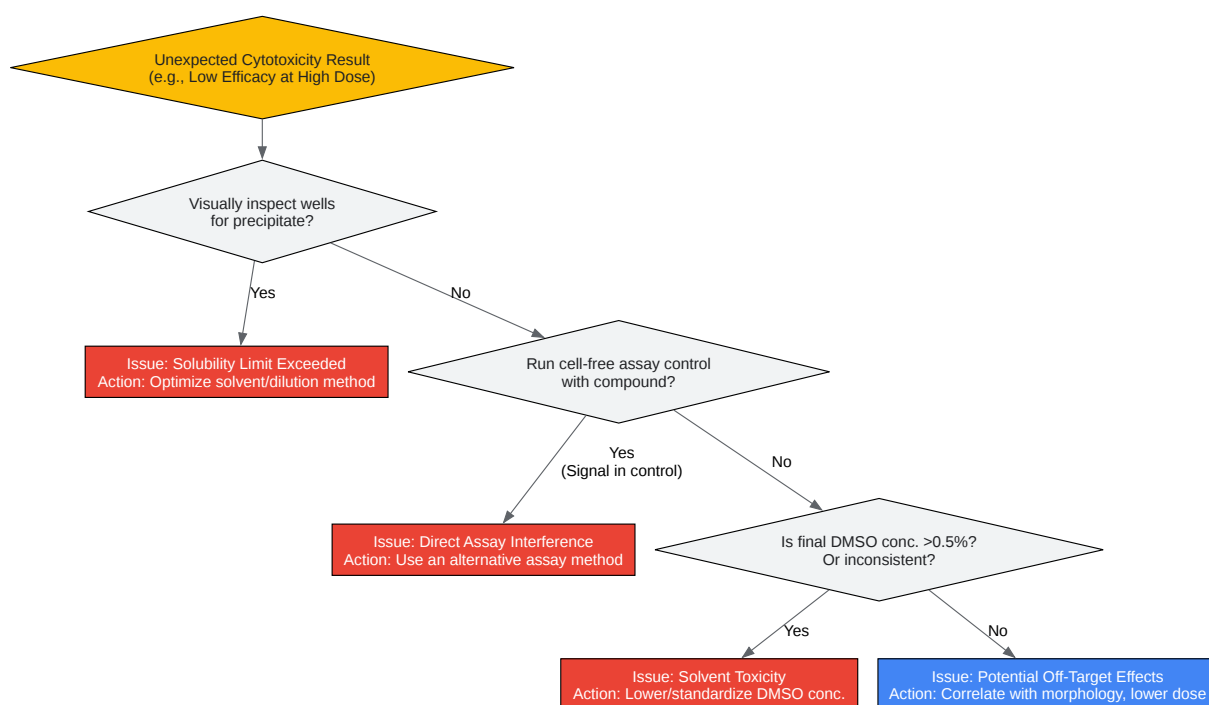 Unexpected Cytotoxicity Result
(e.g., Low Efficacy at High Dose)
Visually inspect wells
for precipitate?
Yes
No
Issue: Solubility Limit Exceeded
Action: Optimize solvent/dilution method
Run cell-free assay control
with compound?
Yes
(Signal in control)
No
Issue: Direct Assay Interference
Action: Use an alternative assay method
Is final DMSO conc. >0.5%?
Or inconsistent?
Yes
No
Issue: Solvent Toxicity
Action: Lower/standardize DMSO conc.
Issue: Potential Off-Target Effects
Action: Correlate with morphology, lower dose